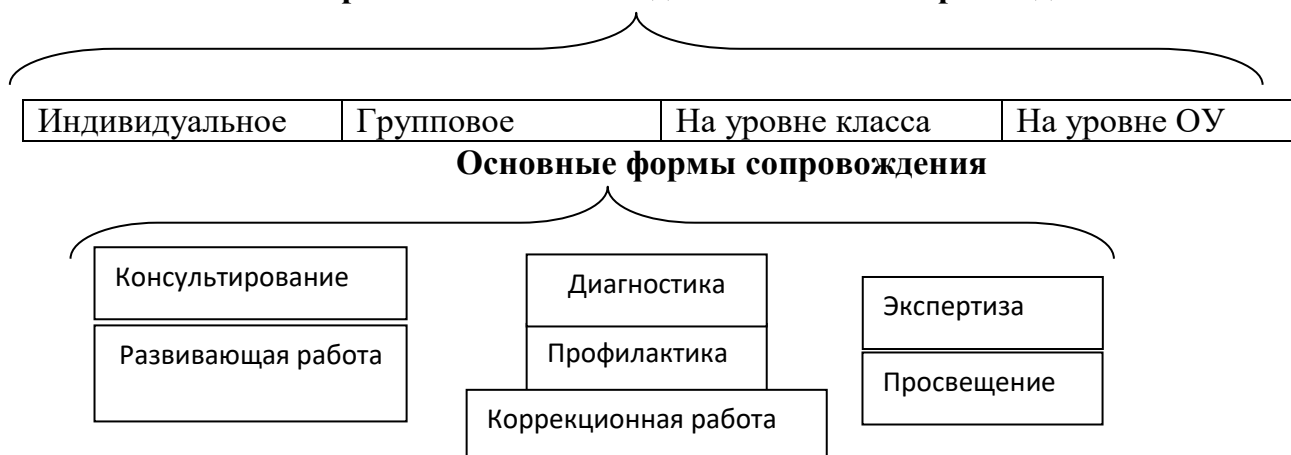 Индивидуальное Групповое На уровне класса На уровне ОУ
Основные формы сопровождения
Консультирование
Развивающая работа
Диагностика
Профилактика
Коррекционная работа
Экспертиза
Просвещение